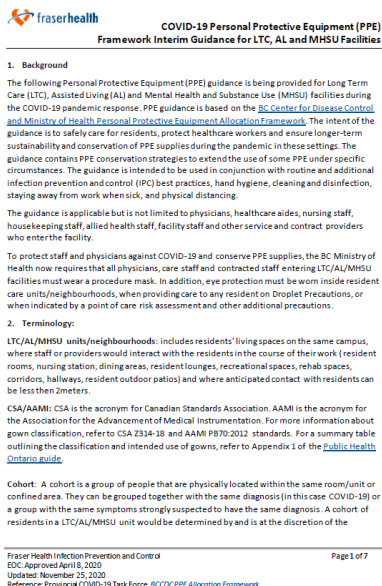 fraserhealth
COVID-19 Personal Protective Equipment (PPE)
Framework Interim Guidance for LTC, AL and MHSU Facilities
1. Background
The following Personal Protective Equipment (PPE) guidance is being provided for Long Term
Care (LTC), Assisted Living (AL) and Mental Health and Substance Use (MHSU) facilities during
the COVID-19 pandemic response. PPE guidance is based on the BC Center for Disease Control
and Ministry of Health Personal Protective Equipment Allocation Framework. The intent of the
guidance is to safely care for residents, protect healthcare workers and ensure longer-term
sustainability and conservation of PPE supplies during the pandemic in these settings. The
guidance contains PPE conservation strategies to extend the use of some PPE under specific
circumstances. The guidance is intended to be used in conjunction with routine and additional
infection prevention and control (IPC) best practices, hand hygiene, cleaning and disinfection,
staying away from work when sick, and physical distancing.
The guidance is applicable but is not limited to physicians, healthcare aides, nursing staff,
housekeeping staff, allied health staff, facility staff and other service and contract providers
who enter the facility.
To protect staff and physicians against COVID-19 and conserve PPE supplies, the BC Ministry of
Health now requires that all physicians, care staff and contracted staff entering LTC/AL/MHSU
facilities must wear a procedure mask. In addition, eye protection must be worn inside resident
care units/neighbourhoods, when providing care to any resident on Droplet Precautions, or
when indicated by a point of care risk assessment and other additional precautions.
2. Terminology:
LTC/AL/MHSU units/neighbourhoods: includes residents' living spaces on the same campus,
where staff or providers would interact with the residents in the course of their work (resident
rooms, nursing station, dining areas, resident lounges, recreational spaces, rehab spaces,
corridors, hallways, resident outdoor patios) and where anticipated contact with residents can
be less then 2meters.
CSA/AAMI: CSA is the acronym for Canadian Standards Association. AAMI is the acronym for
the Association for the Advancement of Medical Instrumentation. For more information about
gown classification, refer to CSA Z314-18 and AAMI PB70:2012 standards. For a summary table
outlining the classification and intended use of gowns, refer to Appendix 1 of the Public Health
Ontario guide.
Cohort: A cohort is a group of people that are physically located within the same room/unit or
confined area. They can be grouped together with the same diagnosis (in this case COVID-19) or
a group with the same symptoms strongly suspected to have the same diagnosis. A cohort of
residents in a LTC/AL/MHSU unit would be determined by and is at the discretion of the
Fraser Health Infection Prevention and Control Page 1 of 7
EOC: Approved April 8, 2020
Updated: November 25, 2020
Reference: Provincial COVID-19 Task Force BCCDC PPE Allocation Framework